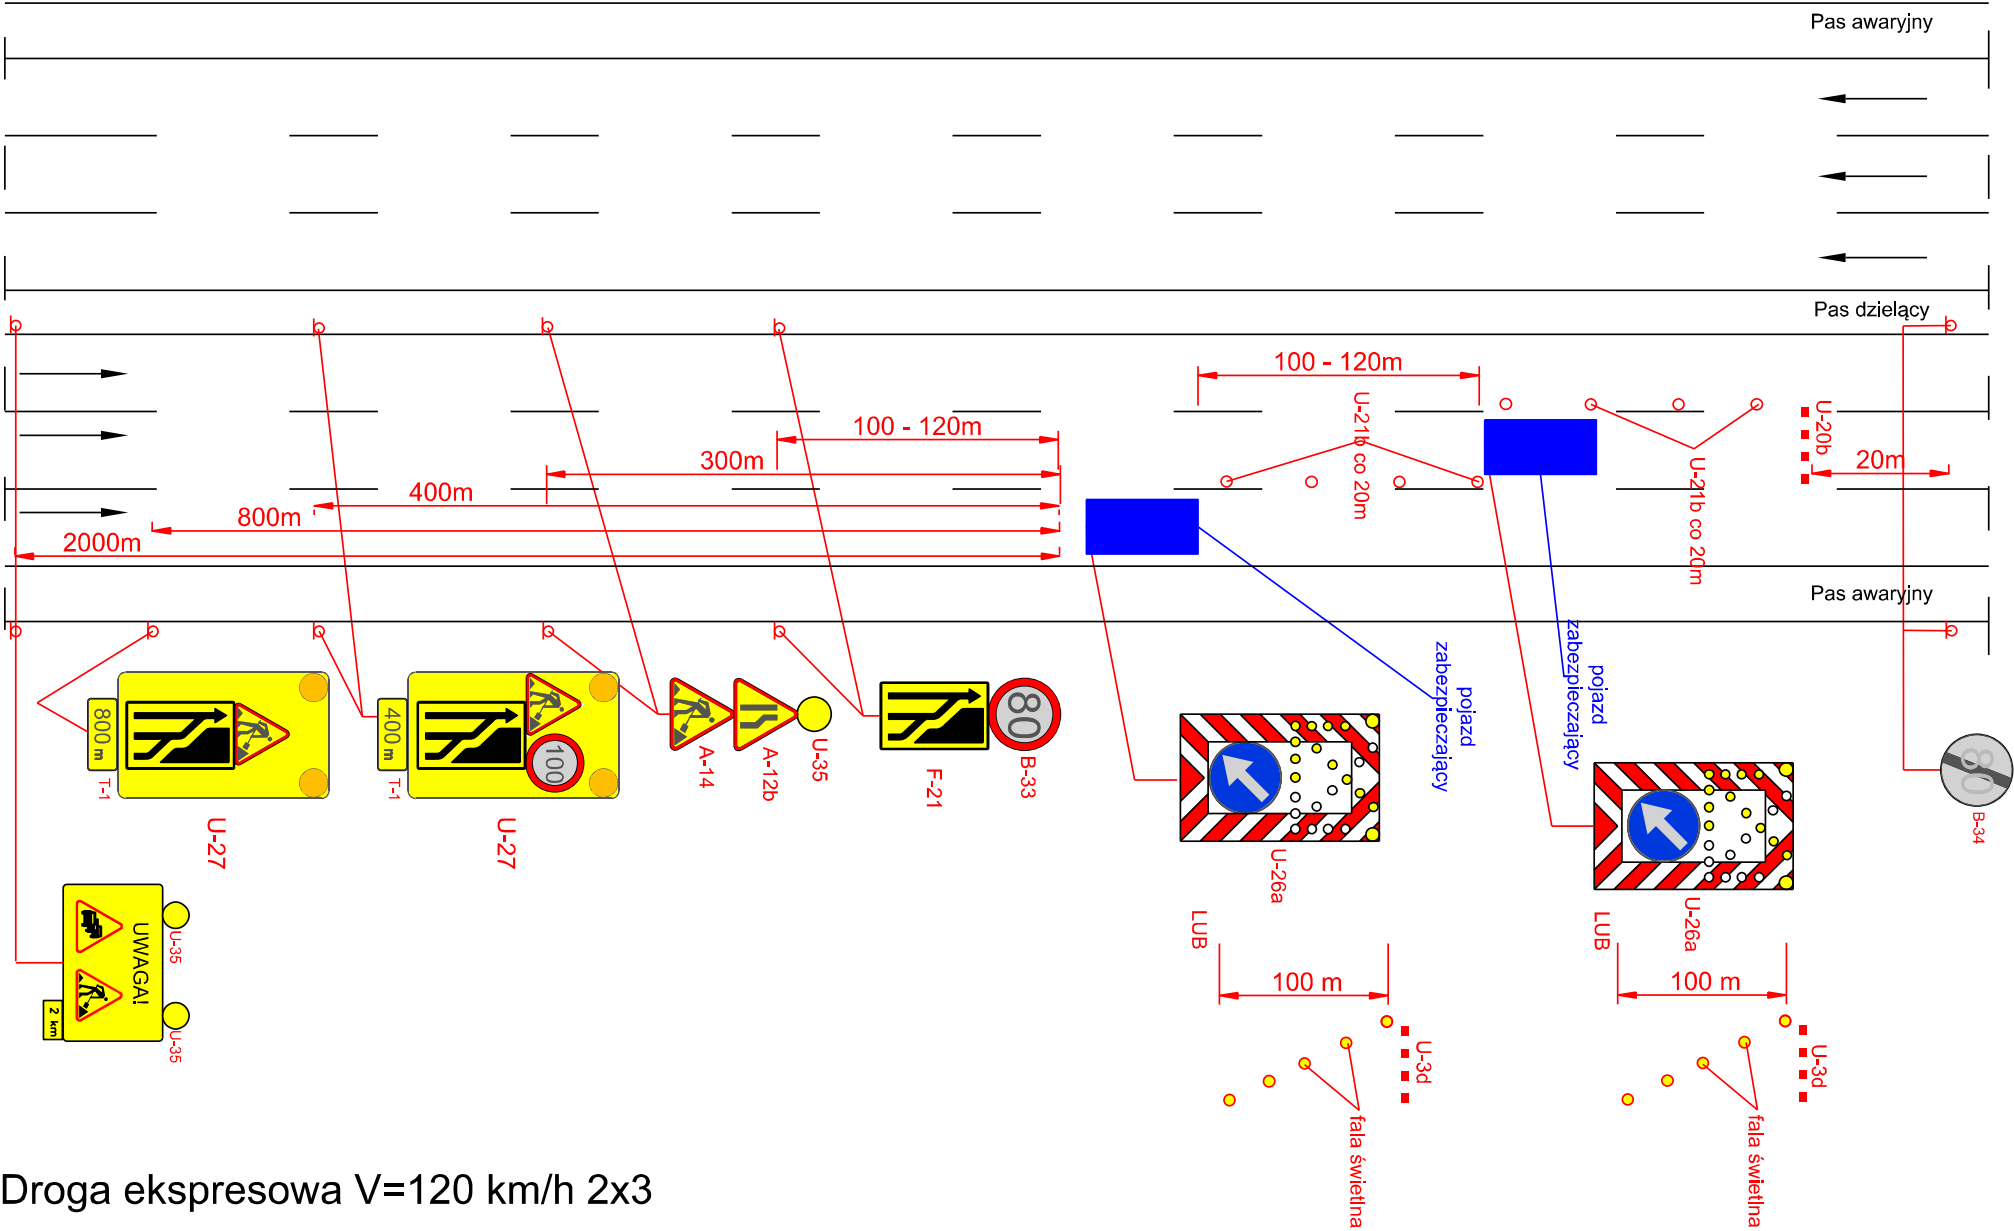 Pas awaryjny
Pas dzielący
100 - 120m
U-21b co 20m
U-20b
100 - 120m
20m
300m
U-21b co 20m
400m
800m
2000m
Pas awaryjny
pojazd
zabezpieczający
pojazd
zabezpieczający
800 m
T-1
U-27
400 m
T-1
100
U-27
A-14
A-12b
U-35
F-21
80
B-33
U-26a
LUB
U-26a
LUB
80
B-34
UWAGA!
2 km
U-35
U-35
100 m
U-3d
fala świetlna
100 m
U-3d
fala świetlna
Droga ekspresowa V=120 km/h 2x3